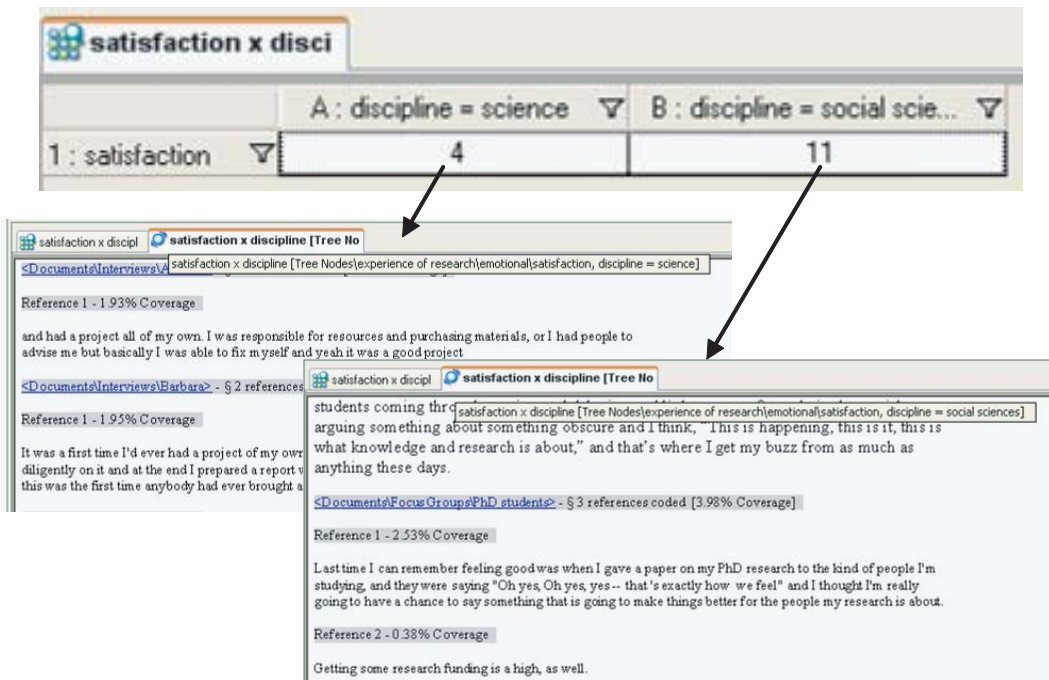 satisfaction x disci
A : discipline = science
B : discipline = social scie...
1 : satisfaction
4
11
satisfaction x discipl
satisfaction x discipline [Tree No
<Documents\Interviews\A
satisfaction x discipline [Tree Nodes\experience of research\emotional\satisfaction, discipline = science]
Reference 1 - 1.93% Coverage
and had a project all of my own. I was responsible for resources and purchasing materials, or I had people to
advise me but basically I was able to fix myself and yeah it was a good project
<Documents\Interviews\Barbara> - § 2 references
Reference 1 - 1.95% Coverage
It was a first time I'd ever had a project of my own
diligently on it and at the end I prepared a report w
this was the first time anybody had ever brought a
satisfaction x discipl
satisfaction x discipline [Tree No
students coming thro
satisfaction x discipline [Tree Nodes\experience of research\emotional\satisfaction, discipline = social sciences]
arguing something about something obscure and I think, "This is happening, this is it, this is
what knowledge and research is about," and that's where I get my buzz from as much as
anything these days.
<Documents\Focus Groups\PhD students> - § 3 references coded [3.98% Coverage]
Reference 1 - 2.53% Coverage
Last time I can remember feeling good was when I gave a paper on my PhD research to the kind of people I'm
studying, and they were saying "Oh yes, Oh yes, yes -- that's exactly how we feel" and I thought I'm really
going to have a chance to say something that is going to make things better for the people my research is about.
Reference 2 - 0.38% Coverage
Getting some research funding is a high, as well.